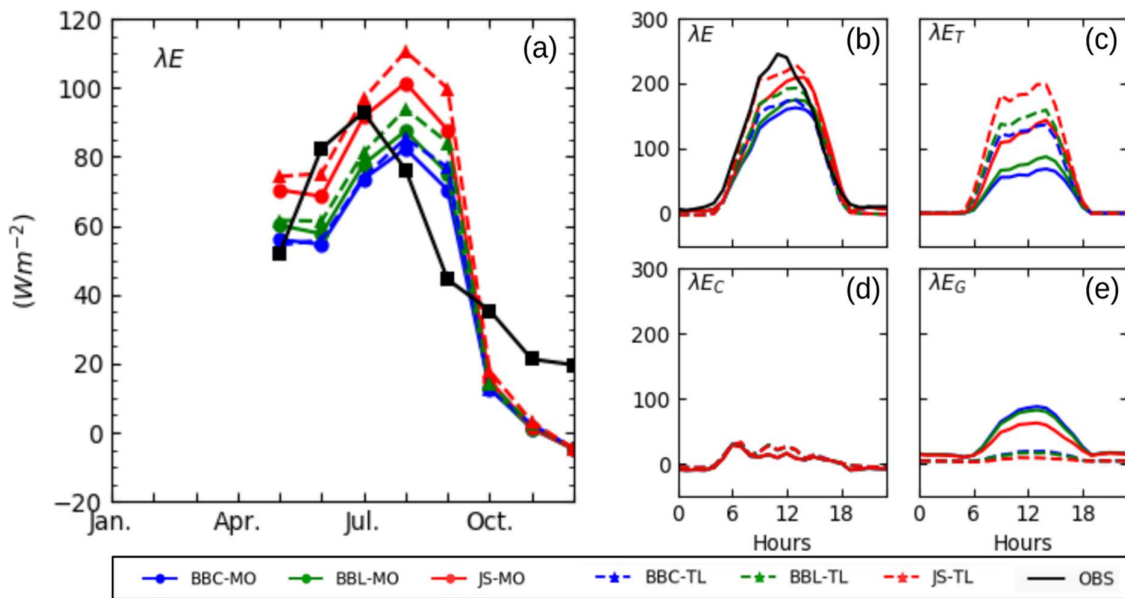 λE (a)
120
100
80
60
40
20
0
−20
(Wm⁻²)
Jan. Apr. Jul. Oct.
λE (b)
300
200
100
0
λE_T (c)
λE_C (d)
300
200
100
0
0 6 12 18
Hours
λE_G (e)
0 6 12 18
Hours
BBC-MO BBL-MO JS-MO BBC-TL BBL-TL JS-TL OBS